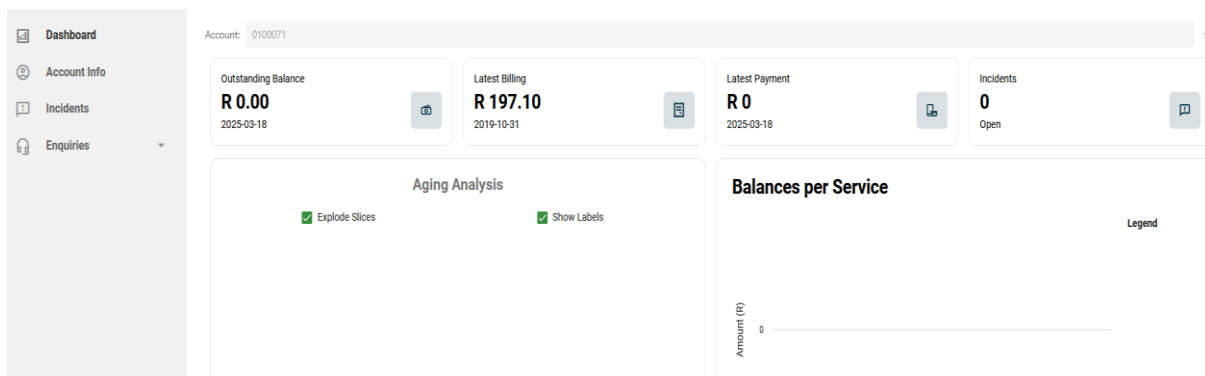 Dashboard
Account Info
Incidents
Enquiries
Account: 0100071
Outstanding Balance
R 0.00
2025-03-18
Latest Billing
R 197.10
2019-10-31
Latest Payment
R 0
2025-03-18
Incidents
0
Open
Aging Analysis
Explode Slices
Show Labels
Balances per Service
Legend
Amount (R)
0